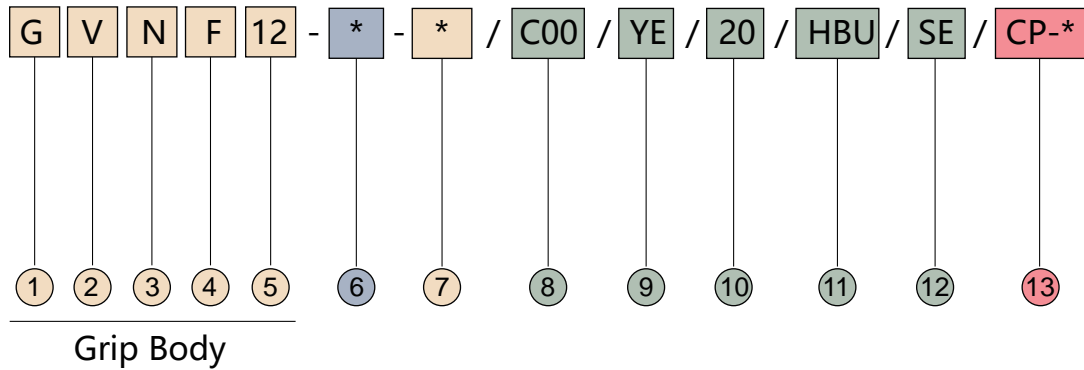 G V N F 12 - * - * / C00 / YE / 20 / HBU / SE / CP-*
1 2 3 4 5 6 7 8 9 10 11 12 13
Grip Body